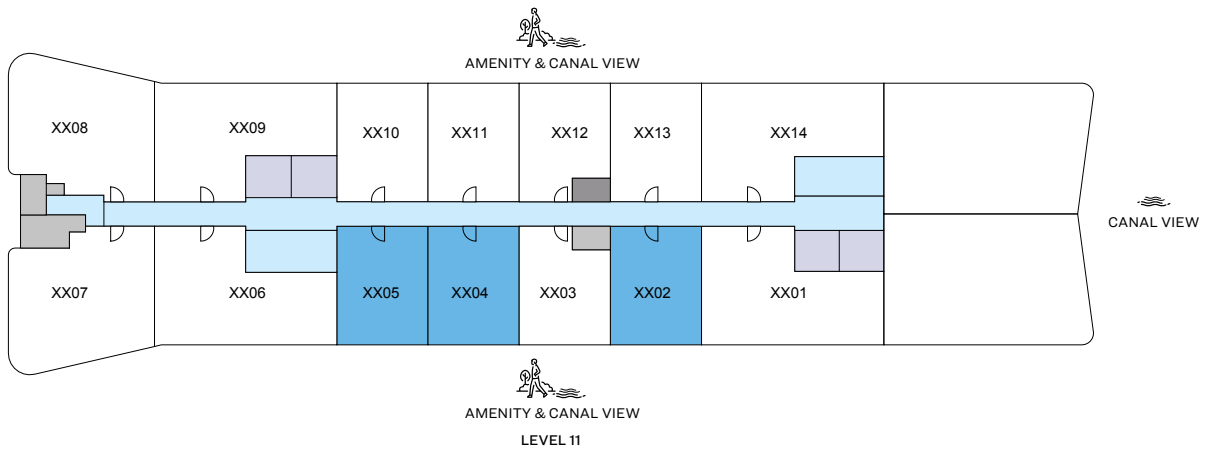 AMENITY & CANAL VIEW
XX08
XX09
XX10
XX11
XX12
XX13
XX14
CANAL VIEW
XX07
XX06
XX05
XX04
XX03
XX02
XX01
AMENITY & CANAL VIEW
LEVEL 11